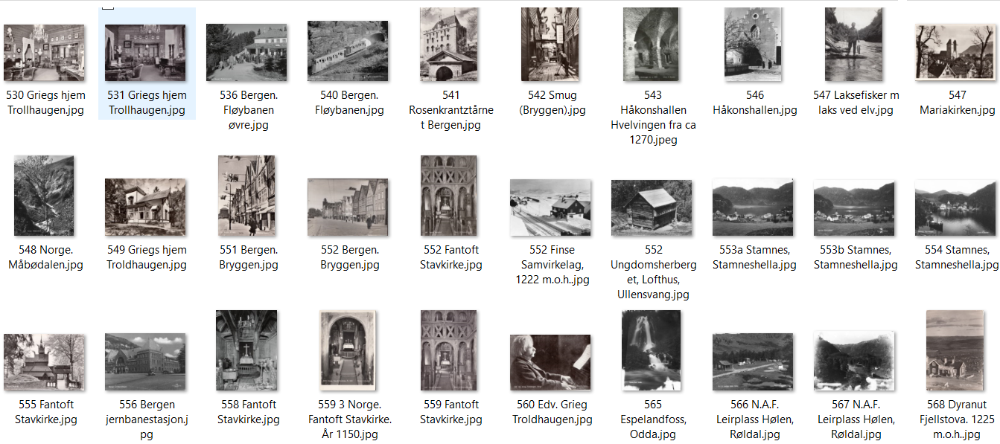 530 Griegs hjem
Trollhaugen.jpg
531 Griegs hjem
Trollhaugen.jpg
536 Bergen.
Fløybanen
øvre.jpg
540 Bergen.
Fløybanen.jpg
541
Rosenkrantztårne
t Bergen.jpg
542 Smug
(Bryggen).jpg
543
Håkonshallen
Hvelvingen fra ca
1270.jpeg
546
Håkonshallen.jpg
547 Laksefisker m
laks ved elv.jpg
547
Mariakirken.jpg
548 Norge.
Måbødalen.jpg
549 Griegs hjem
Troldhaugen.jpg
551 Bergen.
Bryggen.jpg
552 Bergen.
Bryggen.jpg
552 Fantoft
Stavkirke.jpg
552 Finse
Samvirkelag,
1222 m.o.h..jpg
552
Ungdomsherberg
et, Lofthus,
Ullensvang.jpg
553a Stamnes,
Stamneshella.jpg
553b Stamnes,
Stamneshella.jpg
554 Stamnes,
Stamneshella.jpg
555 Fantoft
Stavkirke.jpg
556 Bergen
jernbanestasjon.j
pg
558 Fantoft
Stavkirke.jpg
559 3 Norge.
Fantoft Stavkirke.
År 1150.jpg
559 Fantoft
Stavkirke.jpg
560 Edv. Grieg
Troldhaugen.jpg
565
Espelandfoss,
Odda.jpg
566 N.A.F.
Leirplass Hølen,
Røldal.jpg
567 N.A.F.
Leirplass Hølen,
Røldal.jpg
568 Dyranut
Fjellstova. 1225
m.o.h..jpg